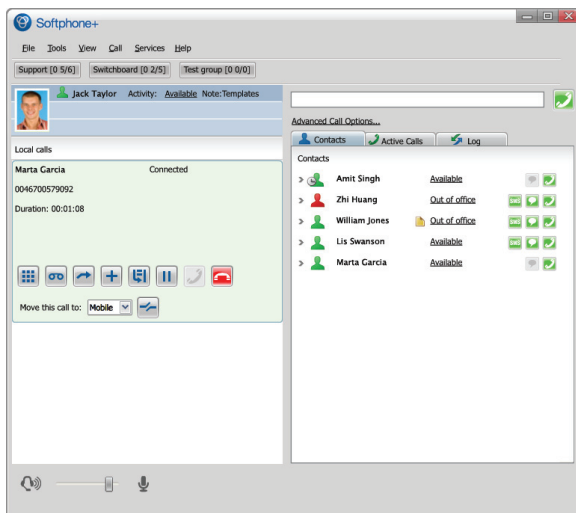 Softphone+
File Tools View Call Services Help
Support [0 5/6] Switchboard [0 2/5] Test group [0 0/0]
Jack Taylor Activity: Available Note:Templates
Local calls
Marta Garcia Connected
0046700579092
Duration: 00:01:08
Move this call to: Mobile
Advanced Call Options...
Contacts Active Calls Log
Contacts
Amit Singh Available
Zhi Huang Out of office SMS
William Jones Out of office SMS
Lis Swanson Available SMS
Marta Garcia Available